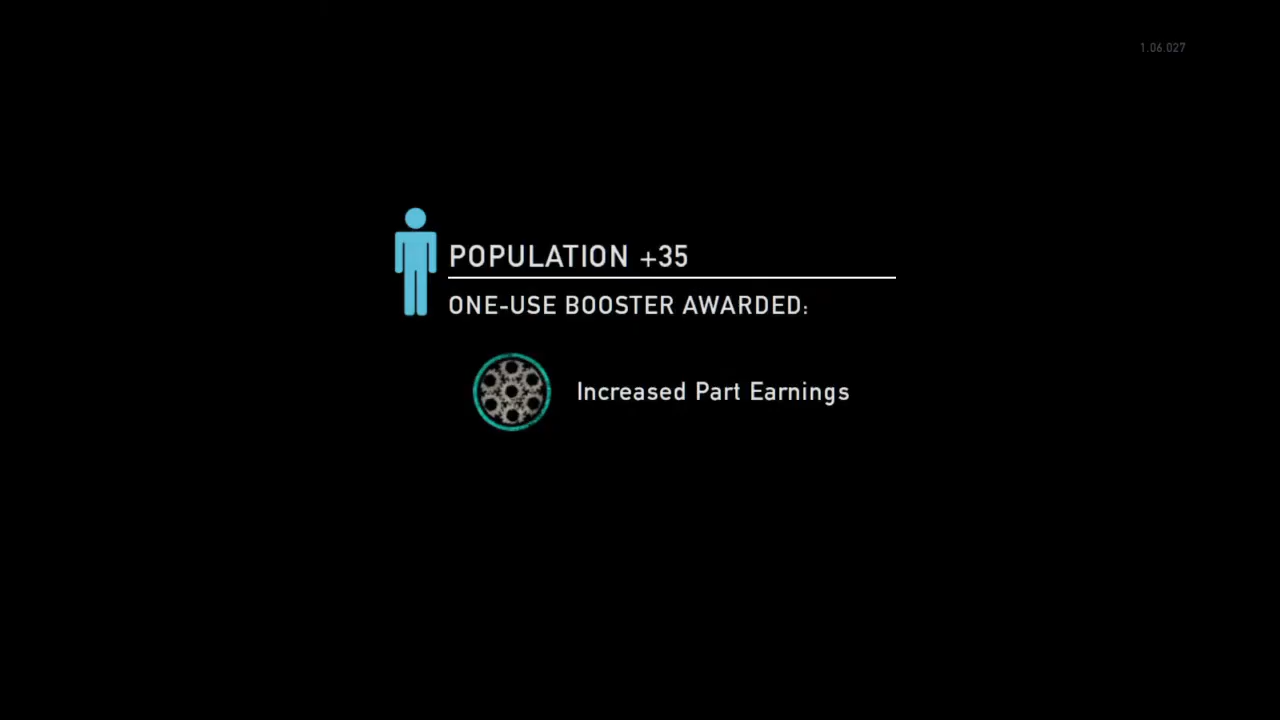 1.06.027
POPULATION +35
ONE-USE BOOSTER AWARDED:
Increased Part Earnings